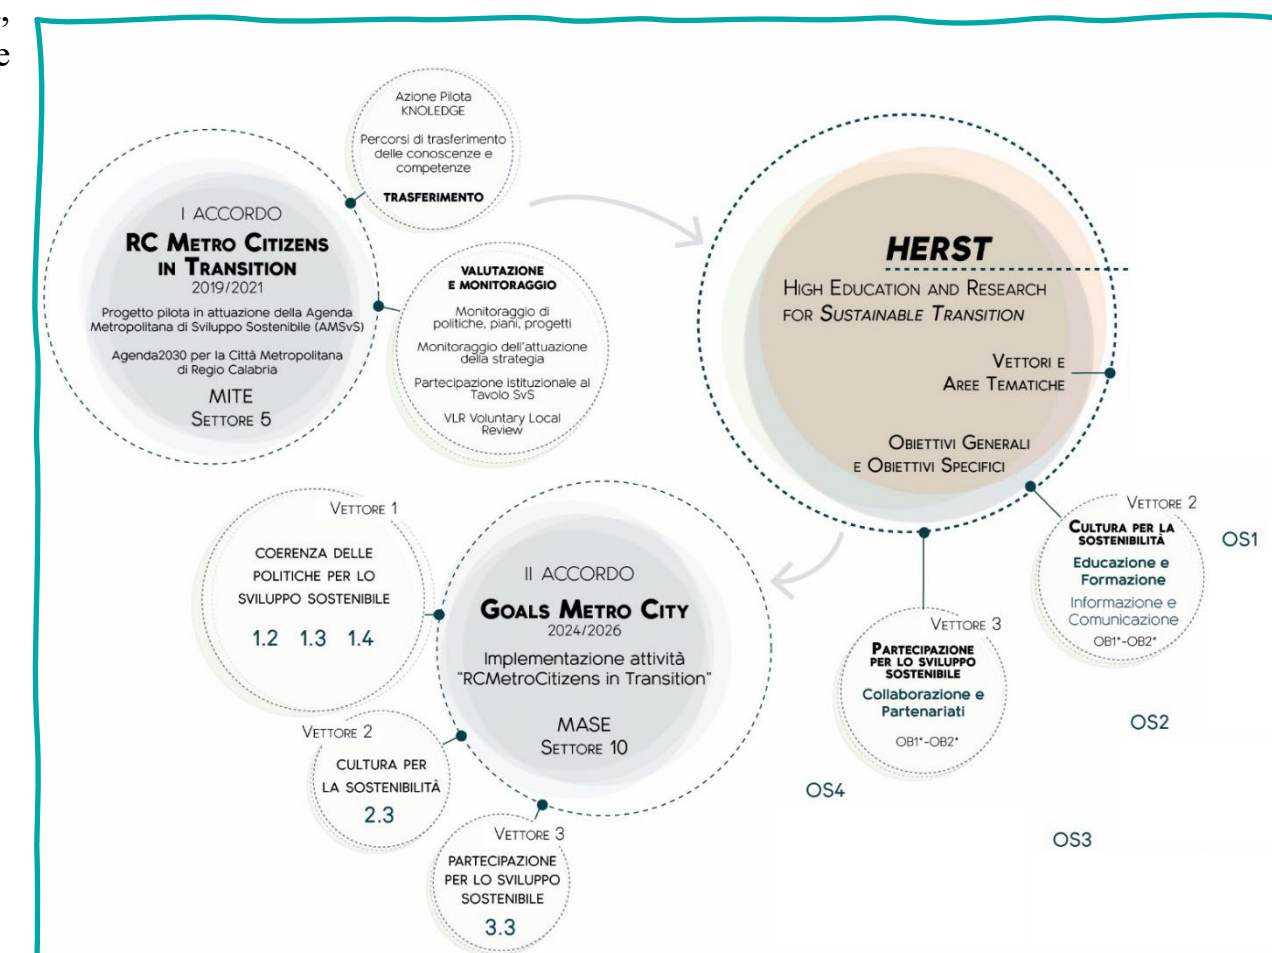 ,
e
Azione Pilota
KNOLEDGE
Percorsi di trasferimento
delle conoscenze e
competenze
TRASFERIMENTO
I ACCORDO
RC METRO CITIZENS
IN TRANSITION
2019/2021
Progetto pilota in attuazione della Agenda
Metropolitana di Sviluppo Sostenibile (AMSvS)
Agenda2030 per la Città Metropolitana
di Regio Calabria
MITE
SETTORE 5
VALUTAZIONE
E MONITORAGGIO
Monitoraggio di
politiche, piani, progetti
Monitoraggio dell'attuazione
della strategia
Partecipazione istituzionale al
Tavolo SvS
VLR Voluntary Local
Review
HERST
HIGH EDUCATION AND RESEARCH
FOR SUSTAINABLE TRANSITION
VETTORI E
AREE TEMATICHE
OBIETTIVI GENERALI
E OBIETTIVI SPECIFICI
VETTORE 2
CULTURA PER LA
SOSTENIBILITÀ
Educazione e
Formazione
Informazione e
Comunicazione
OB1*-OB2*
OS1
VETTORE 3
PARTECIPAZIONE
PER LO SVILUPPO
SOSTENIBILE
Collaborazione e
Partenariati
OB1*-OB2*
OS2
OS4
OS3
VETTORE 1
COERENZA DELLE
POLITICHE PER LO
SVILUPPO SOSTENIBILE
1.2 1.3 1.4
II ACCORDO
GOALS METRO CITY
2024/2026
Implementazione attività
"RCMetroCitizens in Transition"
MASE
SETTORE 10
VETTORE 2
CULTURA PER
LA SOSTENIBILITÀ
2.3
VETTORE 3
PARTECIPAZIONE
PER LO SVILUPPO
SOSTENIBILE
3.3